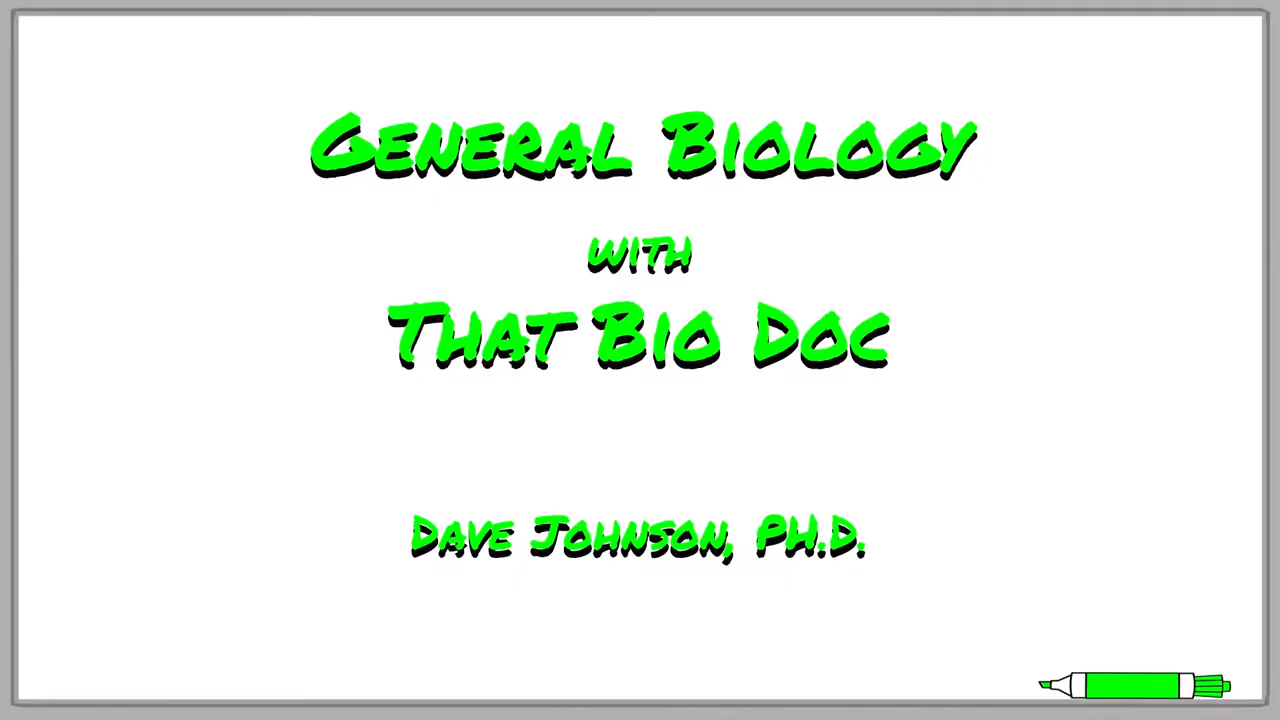 General Biology
with
That Bio Doc
Dave Johnson, PH.D.